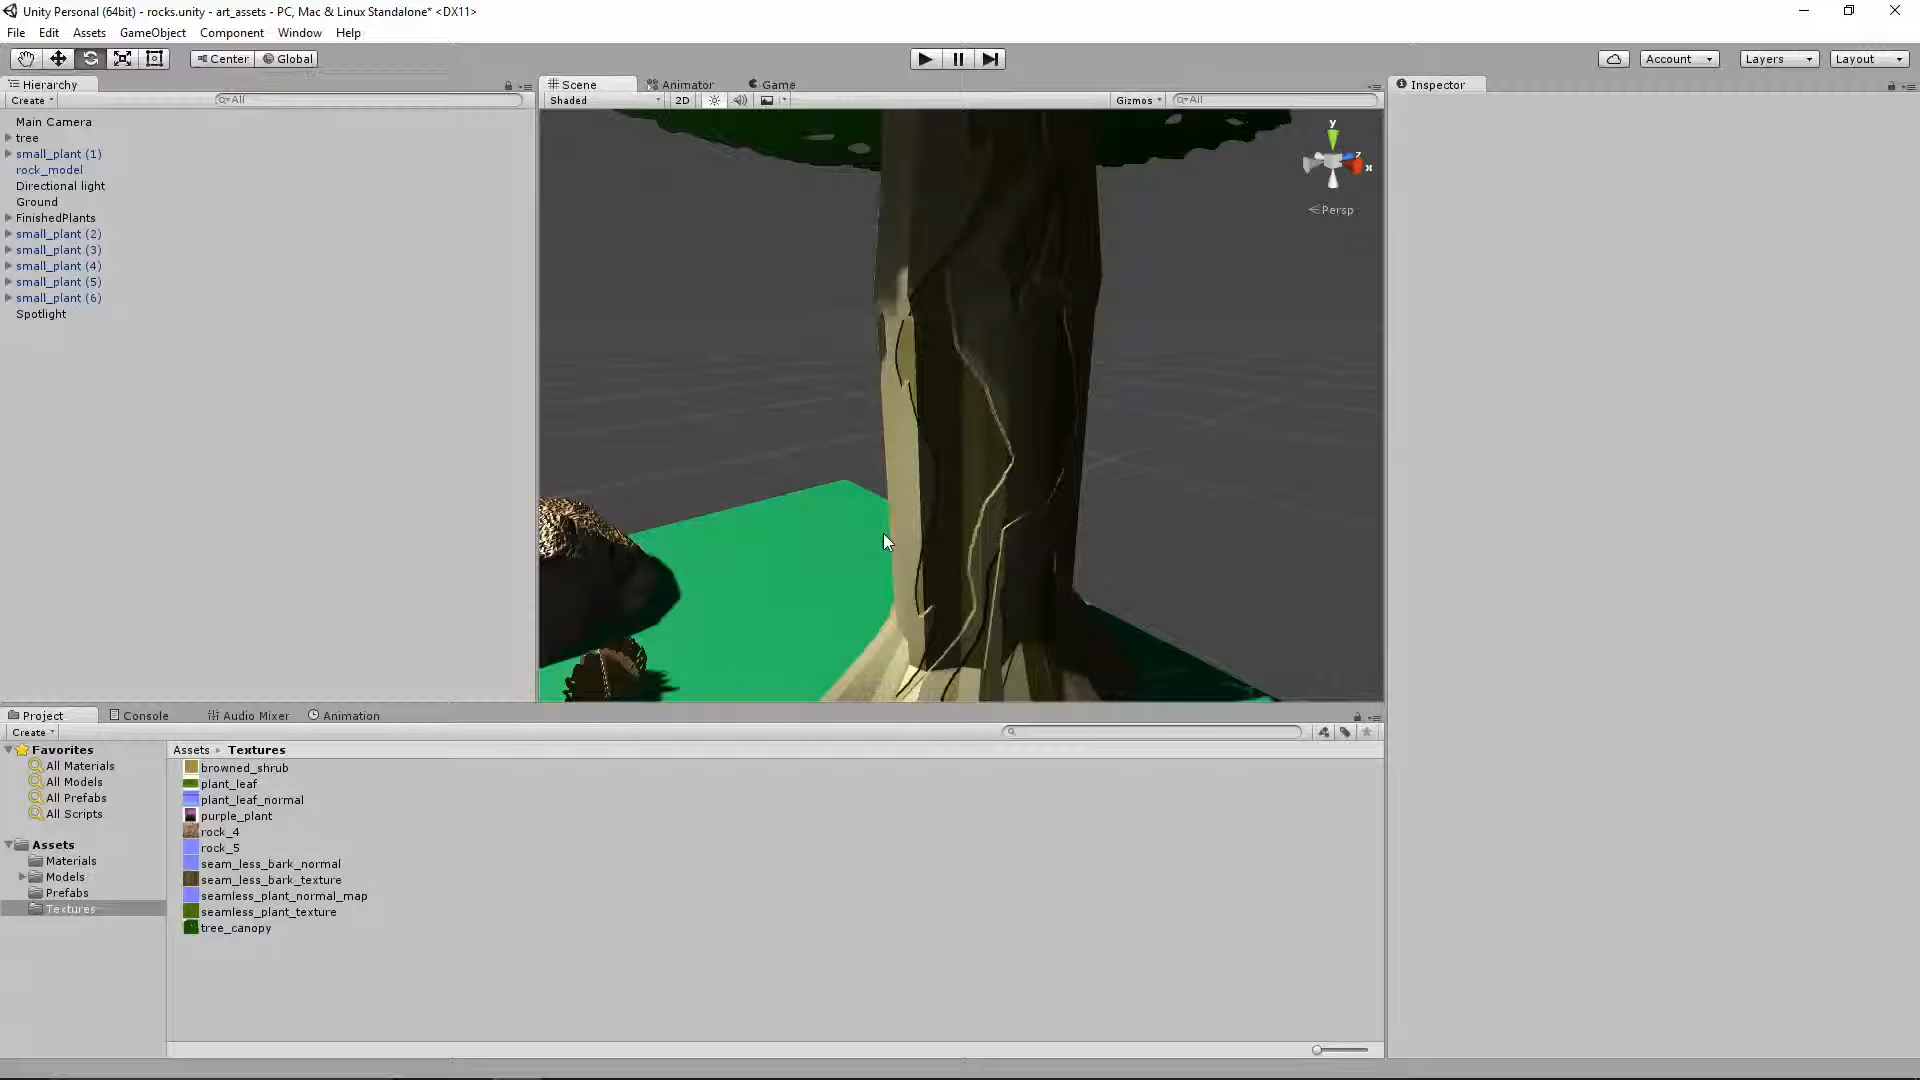 Unity Personal (64bit) - rocks.unity - art_assets - PC, Mac & Linux Standalone* <DX11>
File Edit Assets GameObject Component Window Help
Center Global Account Layers Layout
Hierarchy Scene Animator Game Inspector
Create All Shaded 2D Gizmos All
Main Camera
tree
small_plant (1)
rock_model
Directional light
Ground
FinishedPlants
small_plant (2)
small_plant (3)
small_plant (4)
small_plant (5)
small_plant (6)
Spotlight
y
z
x
Persp
Project Console Audio Mixer Animation
Create
Favorites
All Materials
All Models
All Prefabs
All Scripts
Assets
Materials
Models
Prefabs
Textures
Assets Textures
browned_shrub
plant_leaf
plant_leaf_normal
purple_plant
rock_4
rock_5
seam_less_bark_normal
seam_less_bark_texture
seamless_plant_normal_map
seamless_plant_texture
tree_canopy